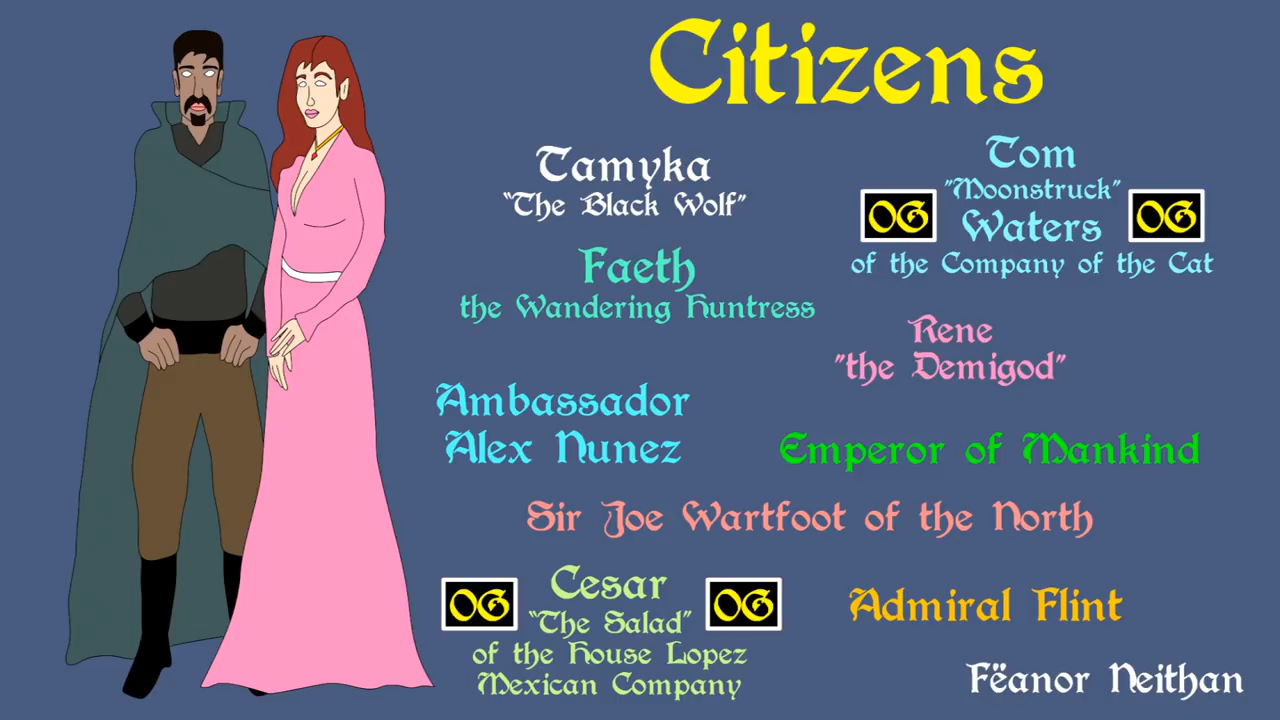 Citizens
Tamyka
"The Black Wolf"
Tom
"Moonstruck"
OG Waters OG
of the Company of the Cat
Faeth
the Wandering Huntress
Rene
"the Demigod"
Ambassador
Alex Nunez
Emperor of Mankind
Sir Joe Wartfoot of the North
Cesar
OG "The Salad" OG
of the House Lopez
Mexican Company
Admiral Flint
Fëanor Neithan